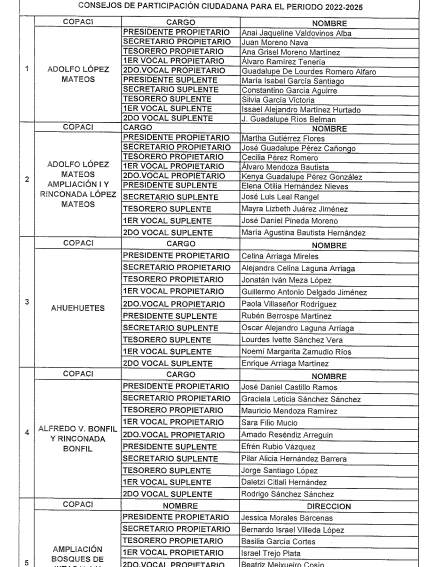 CONSEJOS DE PARTICIPACIÓN CIUDADANA PARA EL PERIODO 2022-2025
COPACI CARGO NOMBRE
1 ADOLFO LÓPEZ MATEOS
PRESIDENTE PROPIETARIO Anai Jaqueline Valdovinos Alba
SECRETARIO PROPIETARIO Juan Moreno Nava
TESORERO PROPIETARIO Ana Grisel Moreno Martínez
1ER VOCAL PROPIETARIO Álvaro Ramírez Tenería
2DO.VOCAL PROPIETARIO Guadalupe De Lourdes Romero Alfaro
PRESIDENTE SUPLENTE María Isabel García Santiago
SECRETARIO SUPLENTE Constantino García Aguirre
TESORERO SUPLENTE Silvia García Victoria
1ER VOCAL SUPLENTE Issael Alejandro Martínez Hurtado
2DO VOCAL SUPLENTE J. Guadalupe Ríos Belman
COPACI CARGO NOMBRE
2 ADOLFO LÓPEZ MATEOS AMPLIACIÓN I Y RINCONADA LÓPEZ MATEOS
PRESIDENTE PROPIETARIO Martha Gutiérrez Flores
SECRETARIO PROPIETARIO José Guadalupe Pérez Cañongo
TESORERO PROPIETARIO Cecilia Pérez Romero
1ER VOCAL PROPIETARIO Álvaro Mendoza Bautista
2DO.VOCAL PROPIETARIO Kenya Guadalupe Pérez González
PRESIDENTE SUPLENTE Elena Otilia Hernández Nieves
SECRETARIO SUPLENTE José Luis Leal Rangel
TESORERO SUPLENTE Mayra Lizbeth Juárez Jiménez
1ER VOCAL SUPLENTE José Daniel Pineda Moreno
2DO VOCAL SUPLENTE María Agustina Bautista Hernández
COPACI CARGO NOMBRE
3 AHUEHUETES
PRESIDENTE PROPIETARIO Celina Arriaga Mireles
SECRETARIO PROPIETARIO Alejandra Celina Laguna Arriaga
TESORERO PROPIETARIO Jonatán Iván Meza López
1ER VOCAL PROPIETARIO Guillermo Antonio Delgado Jiménez
2DO.VOCAL PROPIETARIO Paola Villaseñor Rodríguez
PRESIDENTE SUPLENTE Rubén Berrospe Martínez
SECRETARIO SUPLENTE Oscar Alejandro Laguna Arriaga
TESORERO SUPLENTE Lourdes Ivette Sánchez Vera
1ER VOCAL SUPLENTE Noemí Margarita Zamudio Ríos
2DO VOCAL SUPLENTE Enrique Arriaga Martínez
COPACI CARGO NOMBRE
4 ALFREDO V. BONFIL Y RINCONADA BONFIL
PRESIDENTE PROPIETARIO José Daniel Castillo Ramos
SECRETARIO PROPIETARIO Graciela Leticia Sánchez Sánchez
TESORERO PROPIETARIO Mauricio Mendoza Ramírez
1ER VOCAL PROPIETARIO Sara Filio Mucio
2DO.VOCAL PROPIETARIO Amado Reséndiz Arreguin
PRESIDENTE SUPLENTE Efrén Rubio Vázquez
SECRETARIO SUPLENTE Pilar Alicia Hernández Barrera
TESORERO SUPLENTE Jorge Santiago López
1ER VOCAL SUPLENTE Daletzi Citlali Hernández
2DO VOCAL SUPLENTE Rodrigo Sánchez Sánchez
COPACI NOMBRE DIRECCION
5 AMPLIACIÓN BOSQUES DE
PRESIDENTE PROPIETARIO Jessica Morales Bárcenas
SECRETARIO PROPIETARIO Bernardo Israel Villeda López
TESORERO PROPIETARIO Basilia García Cortes
1ER VOCAL PROPIETARIO Israel Trejo Plata
2DO.VOCAL PROPIETARIO Beatriz Meixueiro Cosio